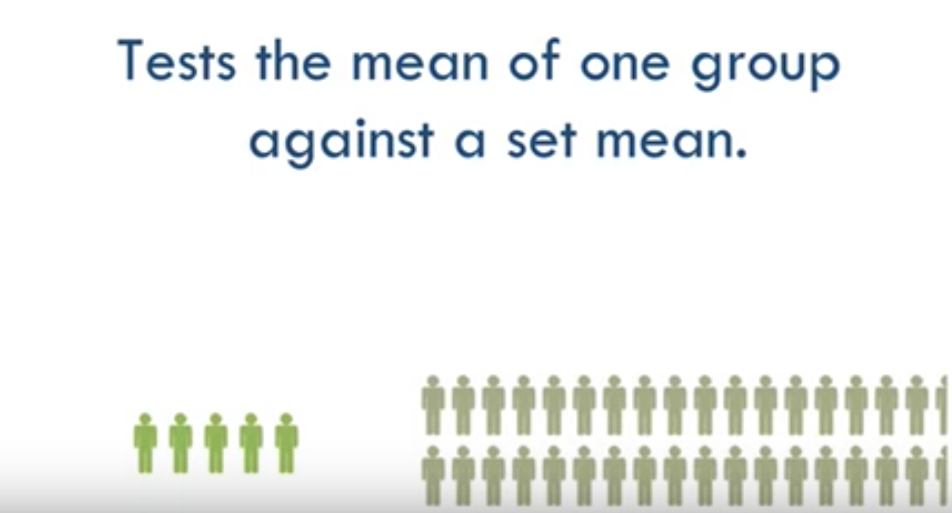 Tests the mean of one group
against a set mean.